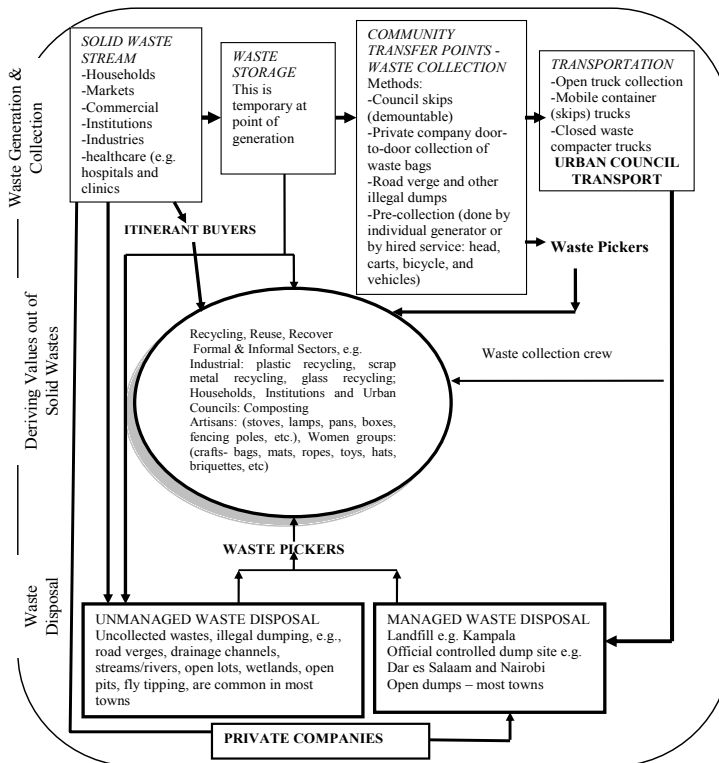 Waste Generation &
Collection
SOLID WASTE
STREAM
-Households
-Markets
-Commercial
-Institutions
-Industries
-healthcare (e.g.
hospitals and
clinics
WASTE
STORAGE
This is
temporary at
point of
generation
COMMUNITY
TRANSFER POINTS -
WASTE COLLECTION
Methods:
-Council skips
(demountable)
-Private company door-
to-door collection of
waste bags
-Road verge and other
illegal dumps
-Pre-collection (done by
individual generator or
by hired service: head,
carts, bicycle, and
vehicles)
TRANSPORTATION
-Open truck collection
-Mobile container
(skips) trucks
-Closed waste
compacter trucks
URBAN COUNCIL
TRANSPORT
ITINERANT BUYERS
Waste Pickers
Deriving Values out of
Solid Wastes
Recycling, Reuse, Recover
Formal & Informal Sectors, e.g.
Industrial: plastic recycling, scrap
metal recycling, glass recycling;
Households, Institutions and Urban
Councils: Composting
Artisans: (stoves, lamps, pans, boxes,
fencing poles, etc.), Women groups:
(crafts- bags, mats, ropes, toys, hats,
briquettes, etc)
Waste collection crew
WASTE PICKERS
Waste
Disposal
UNMANAGED WASTE DISPOSAL
Uncollected wastes, illegal dumping, e.g.,
road verges, drainage channels,
streams/rivers, open lots, wetlands, open
pits, fly tipping, are common in most
towns
MANAGED WASTE DISPOSAL
Landfill e.g. Kampala
Official controlled dump site e.g.
Dar es Salaam and Nairobi
Open dumps – most towns
PRIVATE COMPANIES